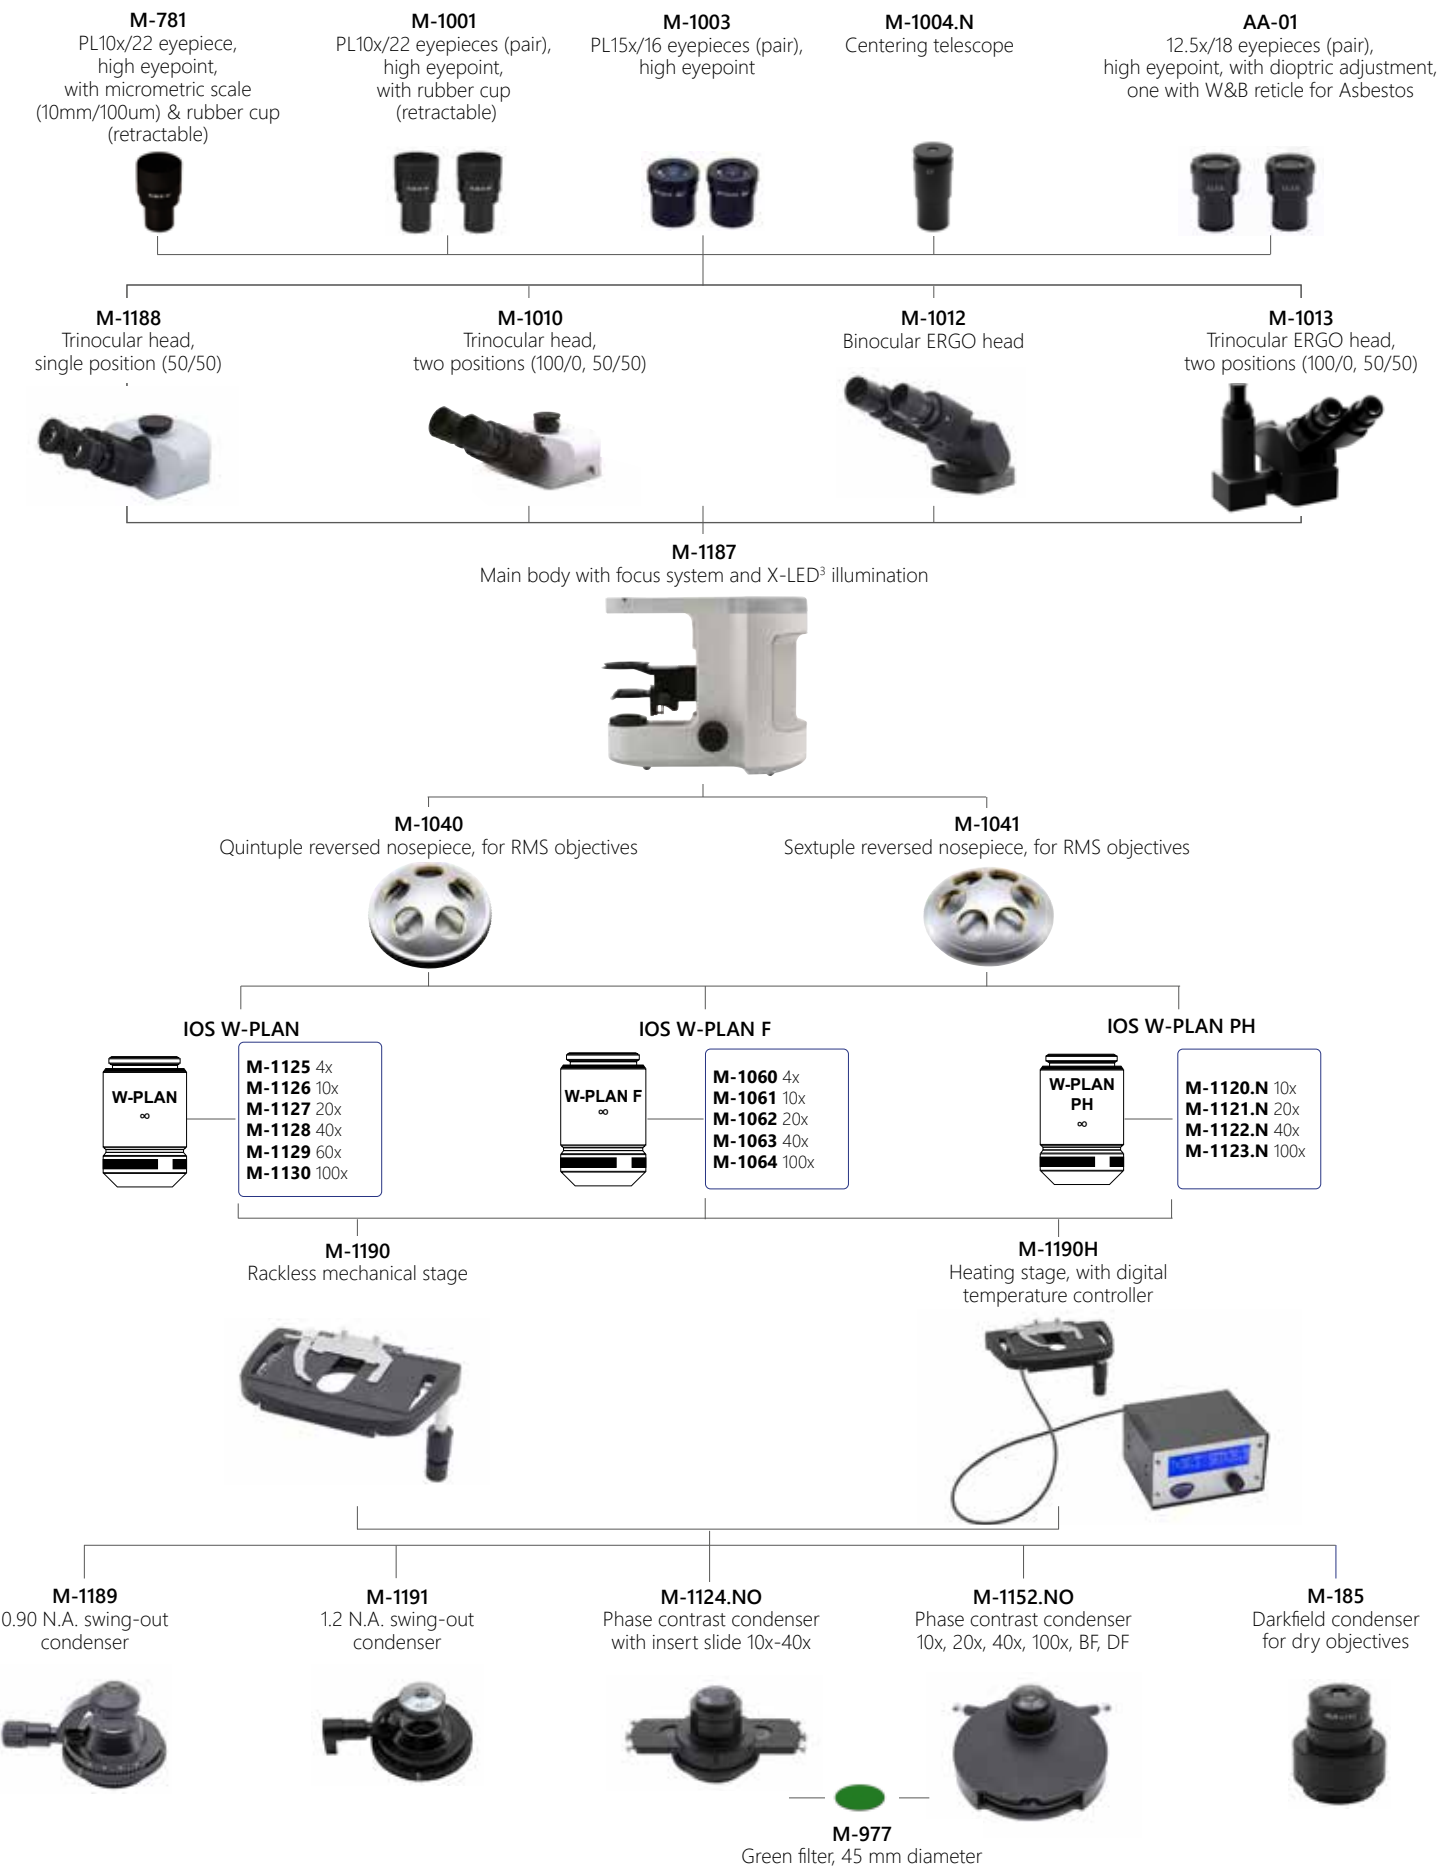 M-781
PL10x/22 eyepiece,
high eyepoint,
with micrometric scale
(10mm/100um) & rubber cup
(retractable)
M-1001
PL10x/22 eyepieces (pair),
high eyepoint,
with rubber cup
(retractable)
M-1003
PL15x/16 eyepieces (pair),
high eyepoint
M-1004.N
Centering telescope
AA-01
12.5x/18 eyepieces (pair),
high eyepoint, with dioptric adjustment,
one with W&B reticle for Asbestos
M-1188
Trinocular head,
single position (50/50)
M-1010
Trinocular head,
two positions (100/0, 50/50)
M-1012
Binocular ERGO head
M-1013
Trinocular ERGO head,
two positions (100/0, 50/50)
M-1187
Main body with focus system and X-LED³ illumination
M-1040
Quintuple reversed nosepiece, for RMS objectives
M-1041
Sextuple reversed nosepiece, for RMS objectives
IOS W-PLAN
W-PLAN
∞
M-1125 4x
M-1126 10x
M-1127 20x
M-1128 40x
M-1129 60x
M-1130 100x
IOS W-PLAN F
W-PLAN F
∞
M-1060 4x
M-1061 10x
M-1062 20x
M-1063 40x
M-1064 100x
IOS W-PLAN PH
W-PLAN
PH
∞
M-1120.N 10x
M-1121.N 20x
M-1122.N 40x
M-1123.N 100x
M-1190
Rackless mechanical stage
M-1190H
Heating stage, with digital
temperature controller
M-1189
0.90 N.A. swing-out
condenser
M-1191
1.2 N.A. swing-out
condenser
M-1124.NO
Phase contrast condenser
with insert slide 10x-40x
M-1152.NO
Phase contrast condenser
10x, 20x, 40x, 100x, BF, DF
M-185
Darkfield condenser
for dry objectives
M-977
Green filter, 45 mm diameter